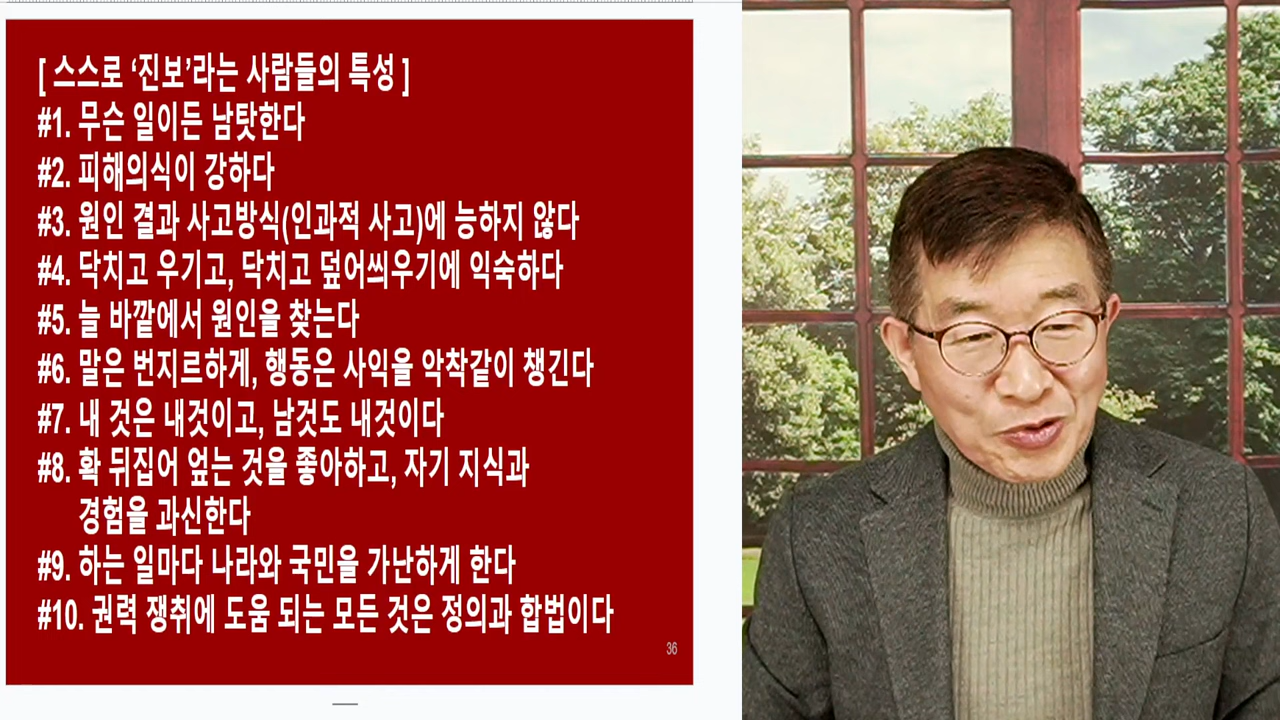 [ 스스로 ‘진보’라는 사람들의 특성 ]
#1. 무슨 일이든 남탓한다
#2. 피해의식이 강하다
#3. 원인 결과 사고방식(인과적 사고)에 능하지 않다
#4. 닥치고 우기고, 닥치고 덮어씌우기에 익숙하다
#5. 늘 바깥에서 원인을 찾는다
#6. 말은 번지르하게, 행동은 사익을 악착같이 챙긴다
#7. 내 것은 내것이고, 남것도 내것이다
#8. 확 뒤집어 엎는 것을 좋아하고, 자기 지식과
경험을 과신한다
#9. 하는 일마다 나라와 국민을 가난하게 한다
#10. 권력 쟁취에 도움 되는 모든 것은 정의과 합법이다
36